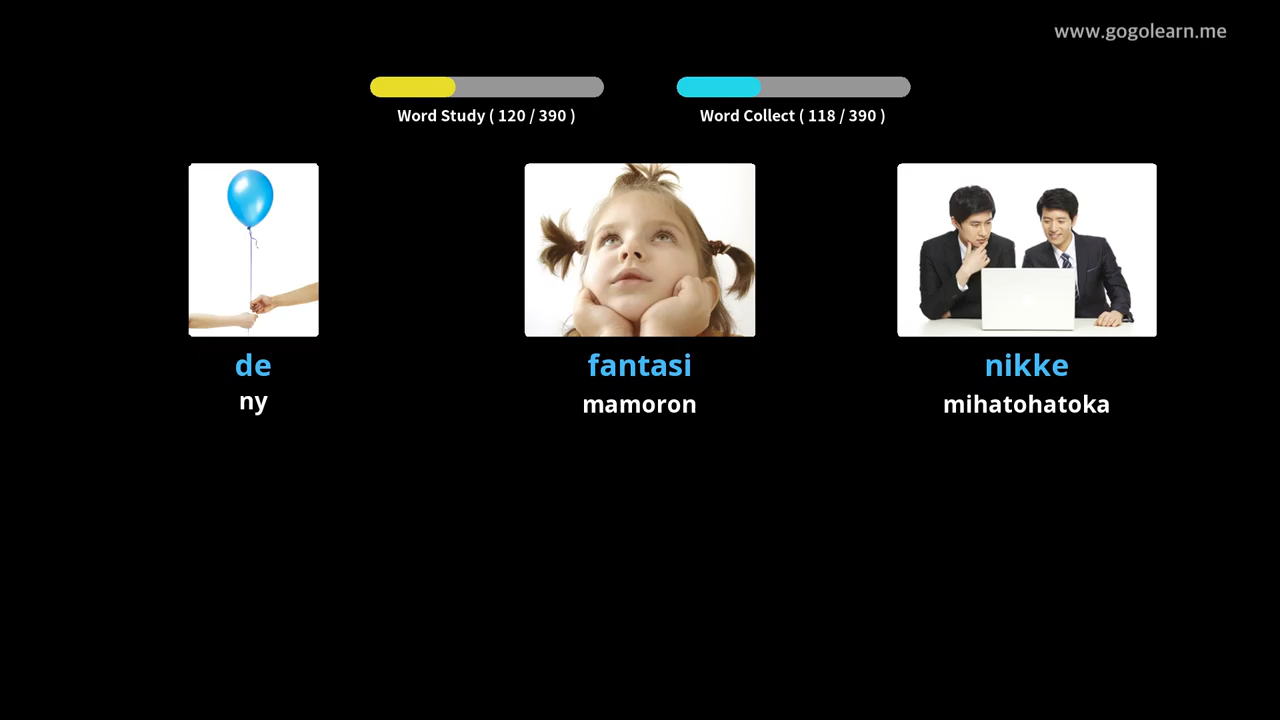 www.gogolearn.me
Word Study ( 120 / 390 )
Word Collect ( 118 / 390 )
de
ny
fantasi
mamoron
nikke
mihatohatoka